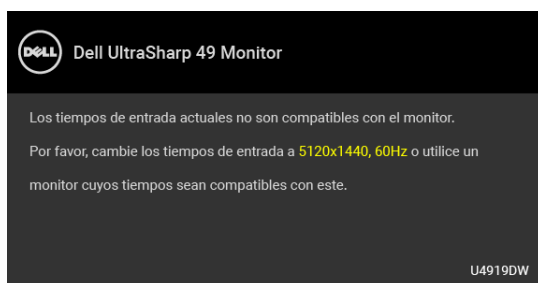 DELL Dell UltraSharp 49 Monitor
Los tiempos de entrada actuales no son compatibles con el monitor.
Por favor, cambie los tiempos de entrada a 5120x1440, 60Hz o utilice un
monitor cuyos tiempos sean compatibles con este.
U4919DW